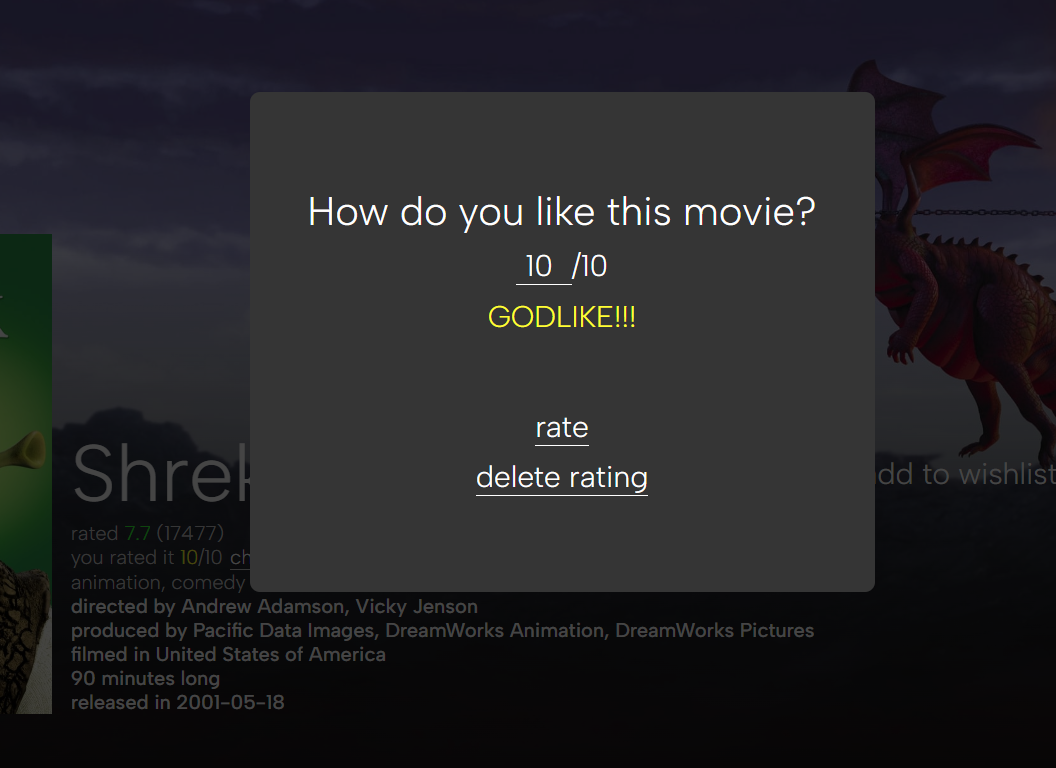 How do you like this movie?
10 /10
GODLIKE!!!
rate
delete rating
Shrek
add to wishlist
rated 7.7 (17477)
you rated it 10/10 ch
animation, comedy
directed by Andrew Adamson, Vicky Jenson
produced by Pacific Data Images, DreamWorks Animation, DreamWorks Pictures
filmed in United States of America
90 minutes long
released in 2001-05-18